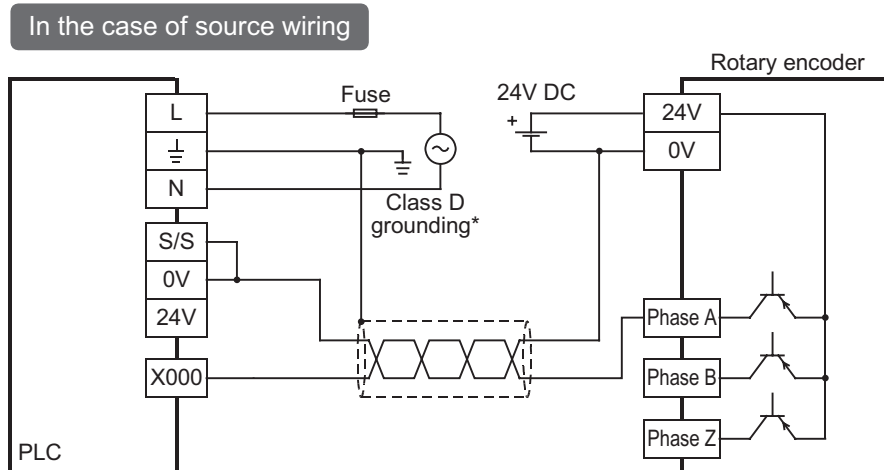 In the case of source wiring
Rotary encoder
Fuse
24V DC
+
L
N
S/S
0V
24V
X000
PLC
Class D
grounding*
24V
0V
Phase A
Phase B
Phase Z